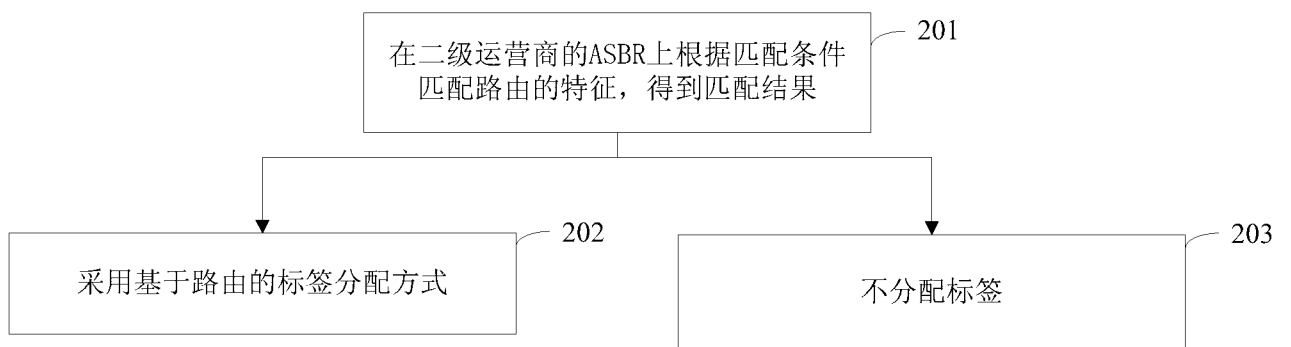 在二级运营商的ASBR上根据匹配条件
匹配路由的特征，得到匹配结果
201
采用基于路由的标签分配方式
202
不分配标签
203